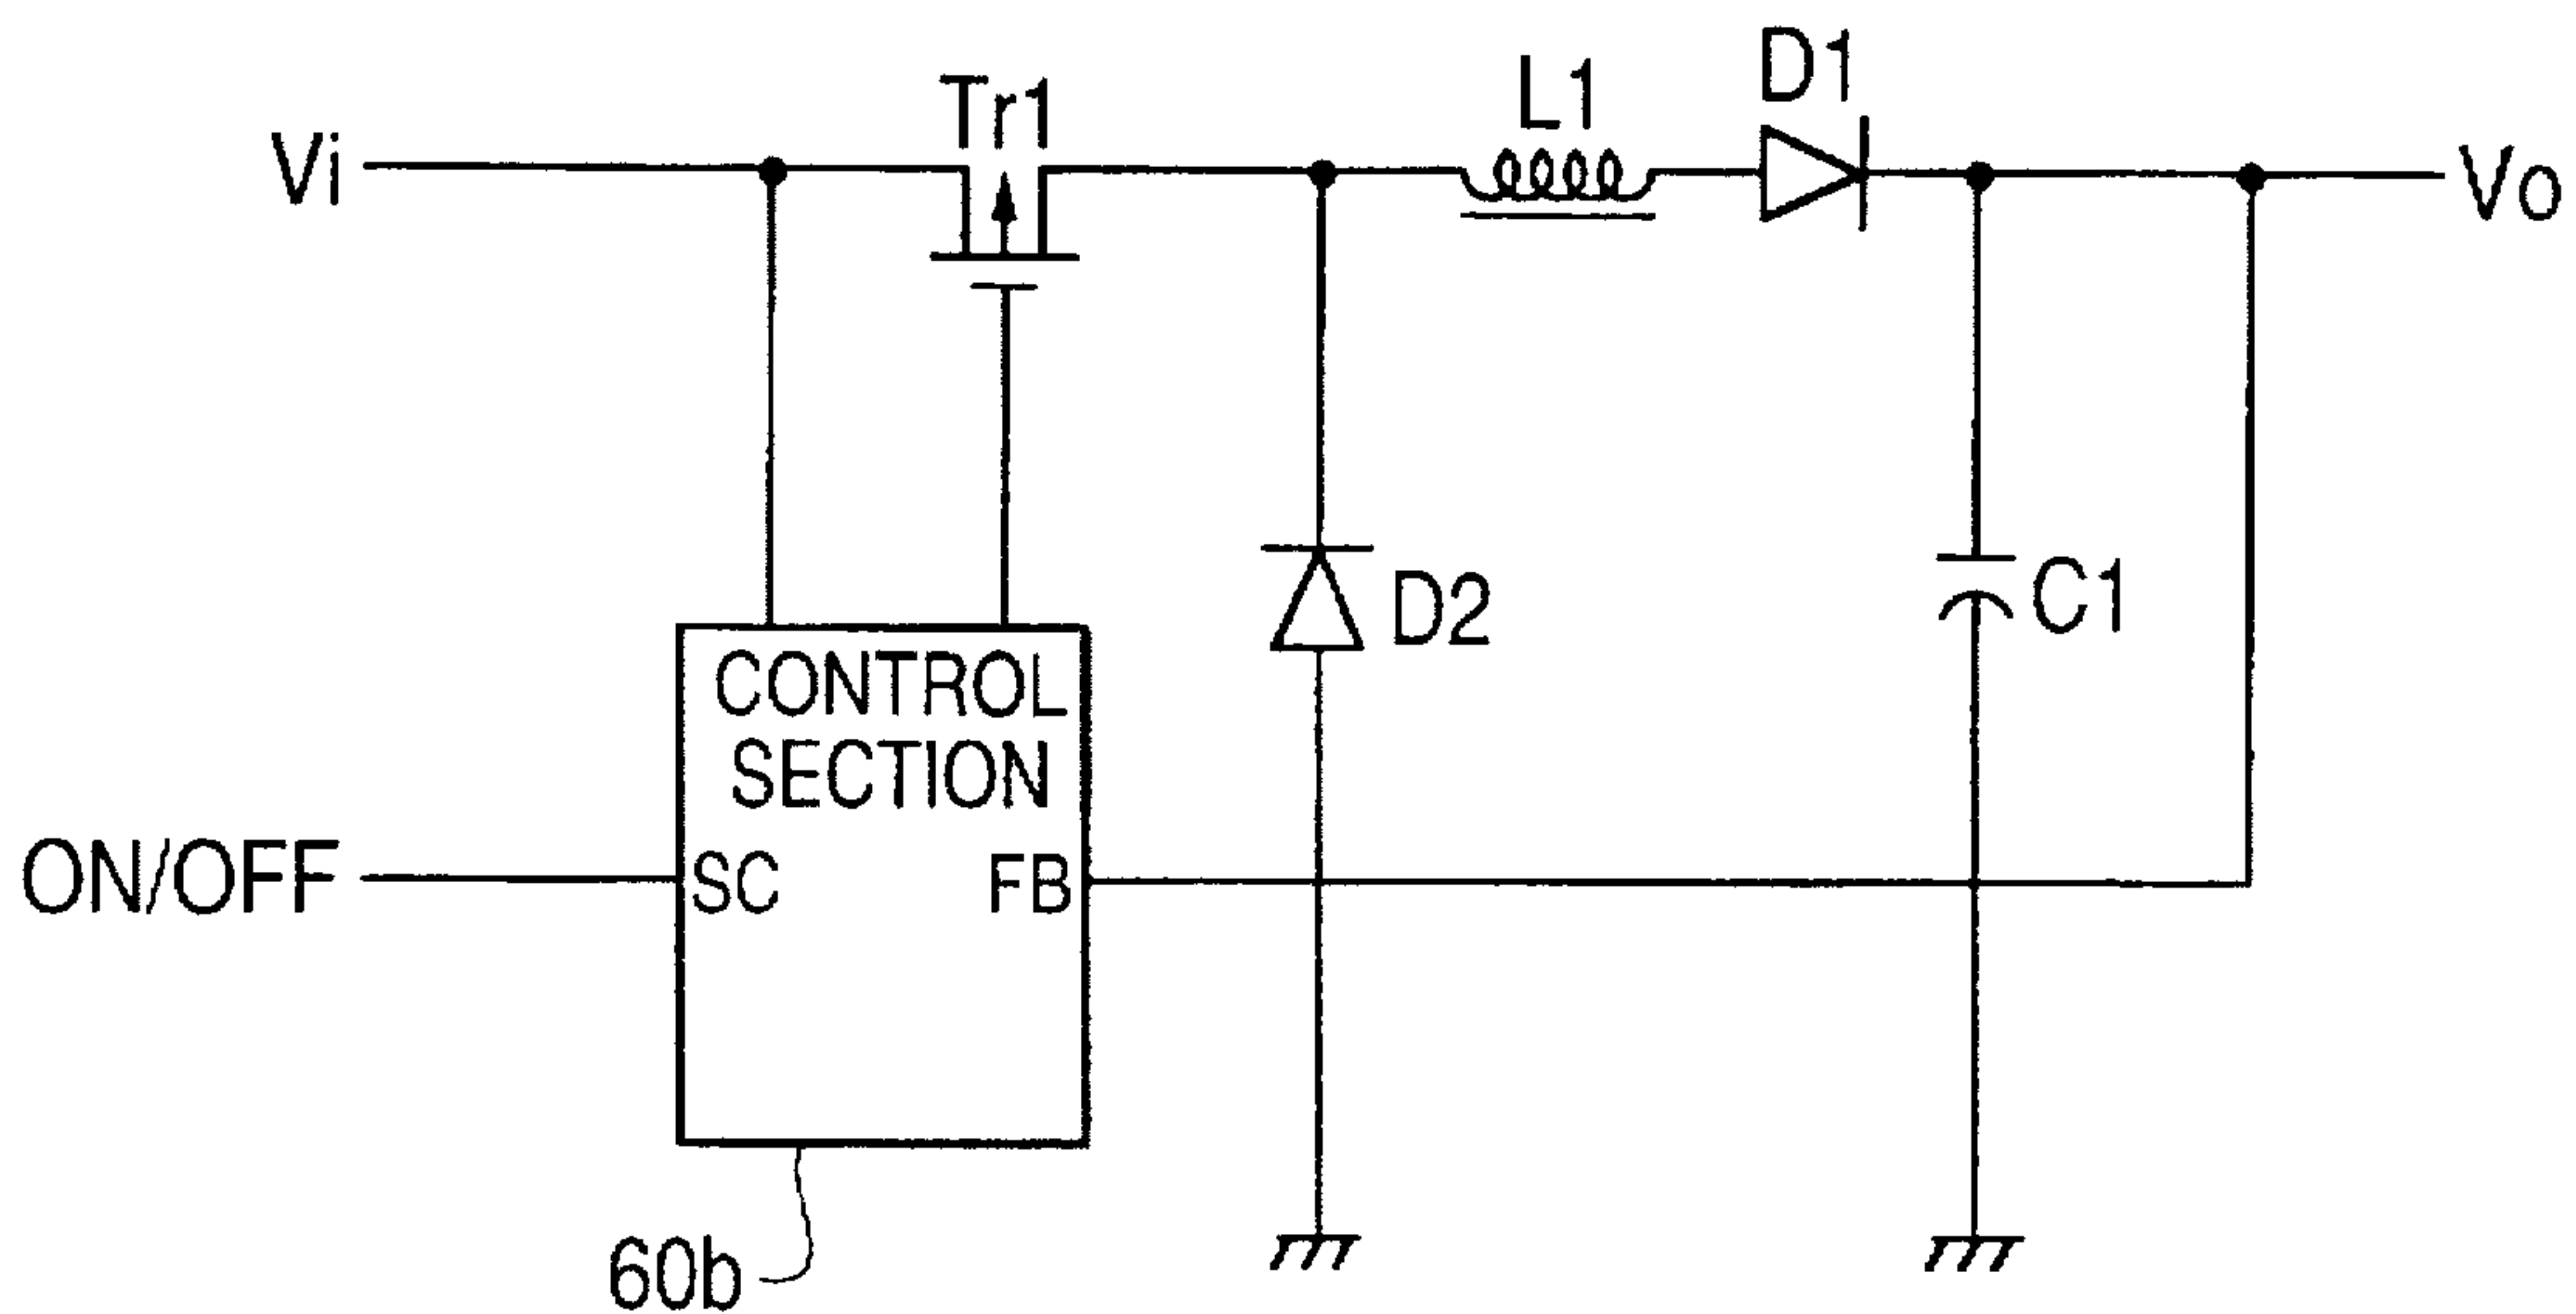 D1
L1
Tr1
Vi
Vo
D2
C1
CONTROL
SECTION
ON/OFF
SC
FB
60b